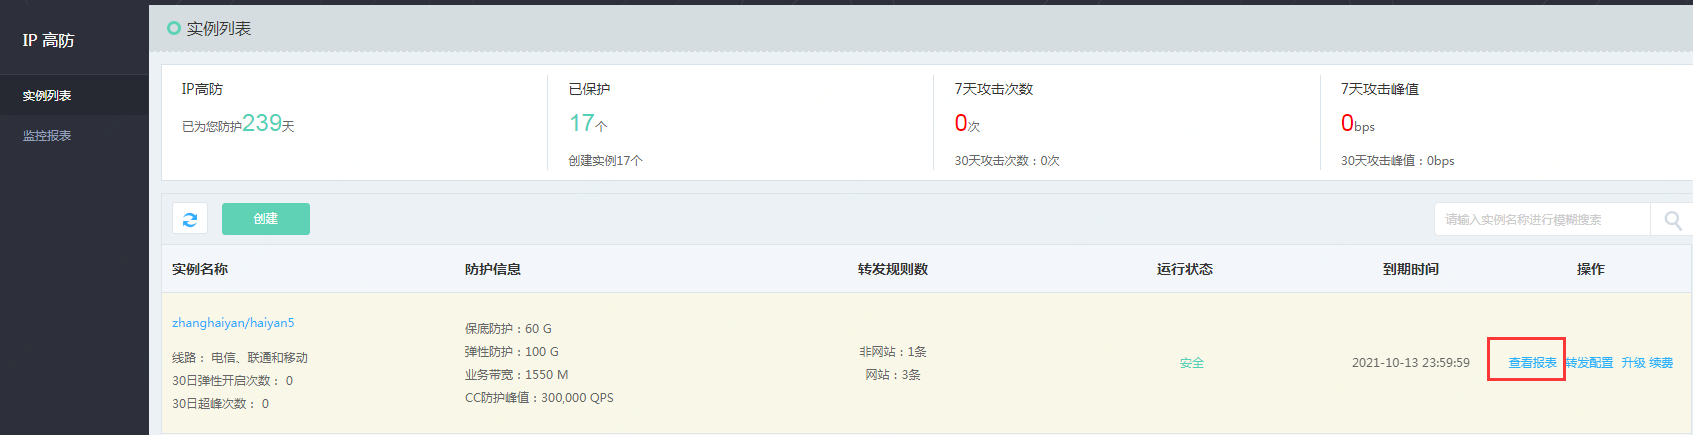 IP 高防
实例列表
监控报表
实例列表
IP高防
已为您防护239天
已保护
17个
创建实例17个
7天攻击次数
0次
30天攻击次数：0次
7天攻击峰值
0bps
30天攻击峰值：0bps
创建
请输入实例名称进行模糊搜索
实例名称 防护信息 转发规则数 运行状态 到期时间 操作
zhanghaiyan/haiyan5
线路： 电信、联通和移动
30日弹性开启次数： 0
30日超峰次数： 0
保底防护：60 G
弹性防护：100 G
业务带宽：1550 M
CC防护峰值：300,000 QPS
非网站：1条
网站：3条
安全
2021-10-13 23:59:59
查看报表 转发配置 升级 续费